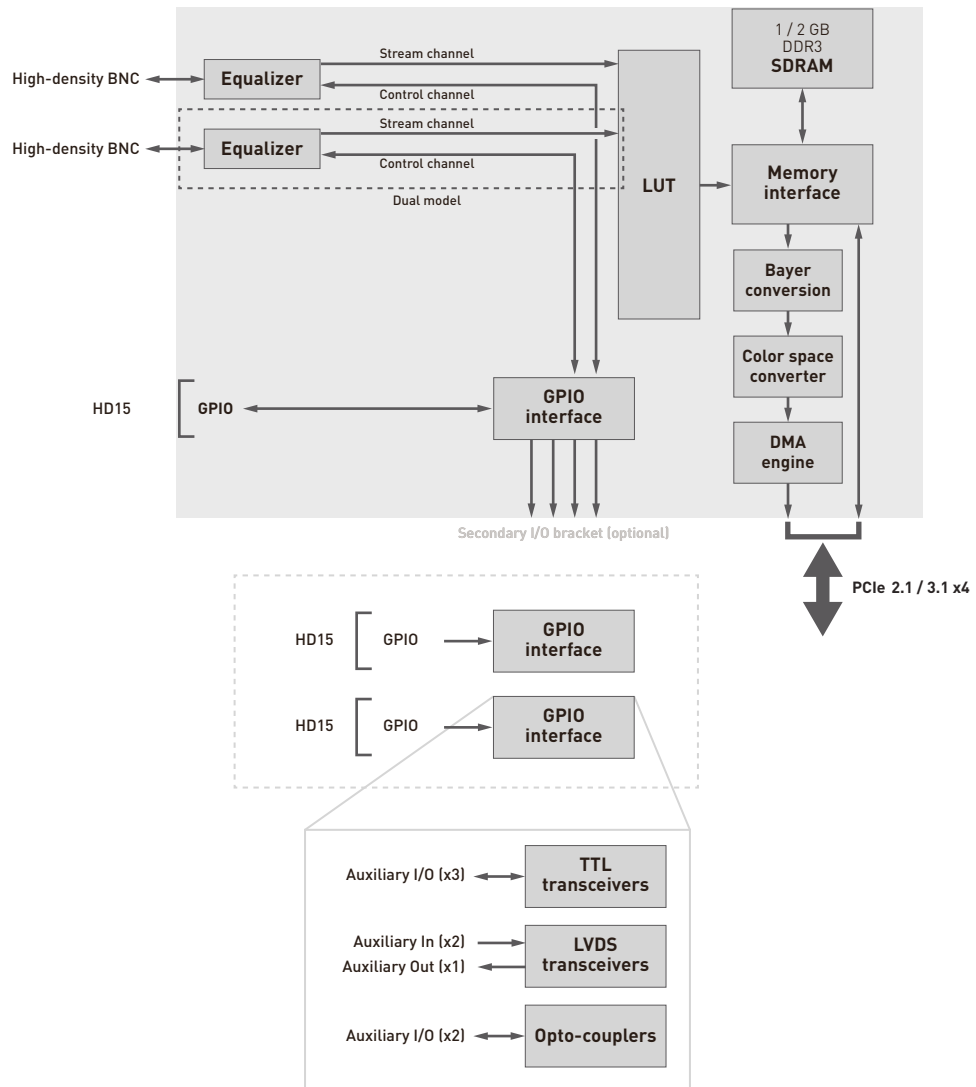 1 / 2 GB
DDR3
SDRAM
High-density BNC
Equalizer
Stream channel
Control channel
High-density BNC
Equalizer
Stream channel
Control channel
Dual model
LUT
Memory
interface
Bayer
conversion
Color space
converter
DMA
engine
HD15
GPIO
GPIO
interface
Secondary I/O bracket (optional)
PCIe 2.1 / 3.1 x4
HD15
GPIO
GPIO
interface
HD15
GPIO
GPIO
interface
Auxiliary I/O (x3)
TTL
transceivers
Auxiliary In (x2)
Auxiliary Out (x1)
LVDS
transceivers
Auxiliary I/O (x2)
Opto-couplers